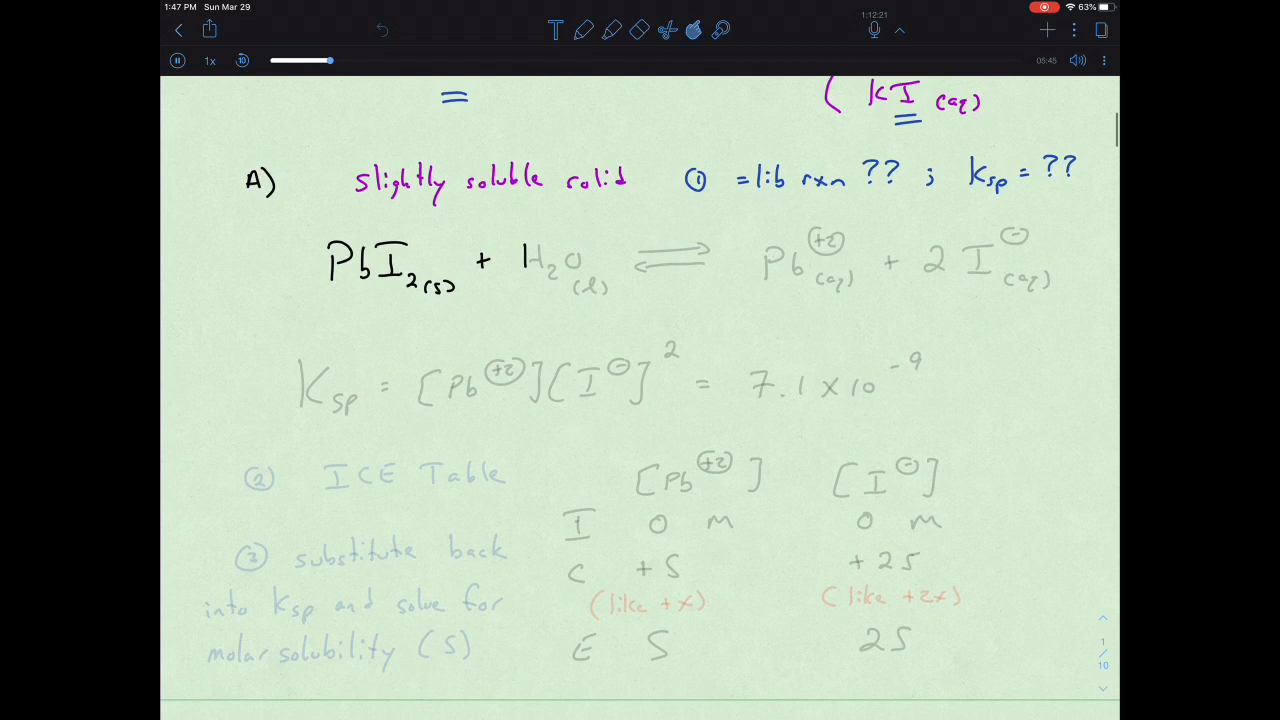 1:47 PM Sun Mar 29
63%
1:12:21
T
1x
10
05:45
=
( KI (aq)
A) slightly soluble solid ① =lib rxn ?? ; Ksp = ??
PbI2(s) + H2O(l) ⇌ Pb(+2)(aq) + 2 I(-)(aq)
Ksp = [Pb(+2)][I(-)]² = 7.1 x 10⁻⁹
② ICE Table [Pb(+2)] [I(-)]
I 0 M 0 M
③ substitute back C +S +2S
into Ksp and solve for (like +x) (like +2x)
molar solubility (S) E S 2S
1
/
10